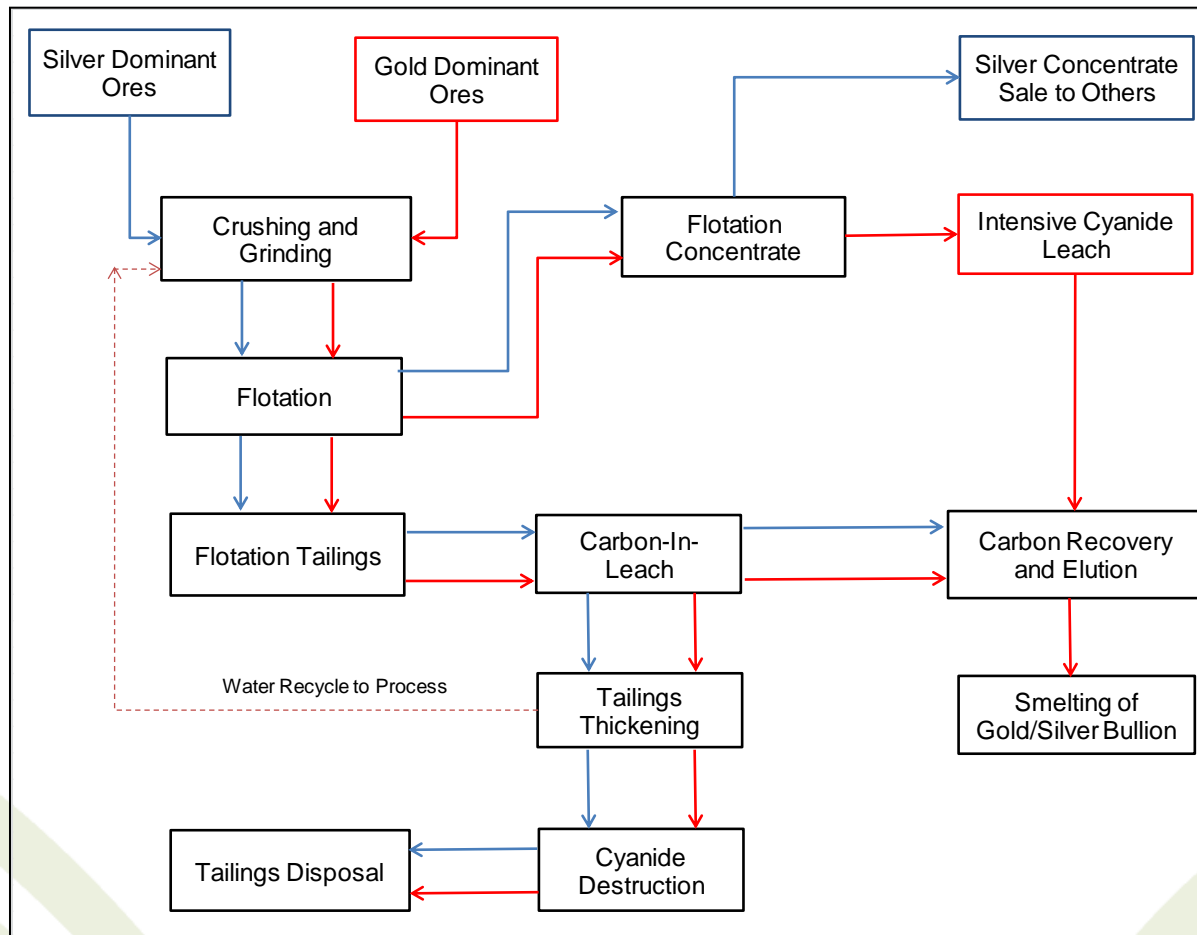 Silver Dominant
Ores
Gold Dominant
Ores
Silver Concentrate
Sale to Others
Crushing and
Grinding
Flotation
Concentrate
Intensive Cyanide
Leach
Flotation
Flotation Tailings
Carbon-In-
Leach
Carbon Recovery
and Elution
Water Recycle to Process
Tailings
Thickening
Smelting of
Gold/Silver Bullion
Tailings Disposal
Cyanide
Destruction